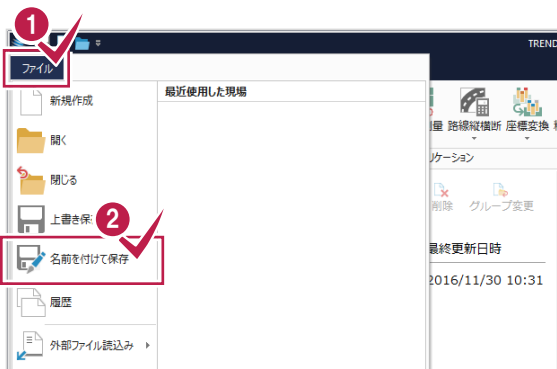 1
TREND
ファイル
新規作成
最近使用した現場
開く
閉じる
上書き保
2
名前を付けて保存
履歴
外部ファイル読込み
量 路線縦横断 座標変換
リケーション
削除 グループ変更
最終更新日時
2016/11/30 10:31